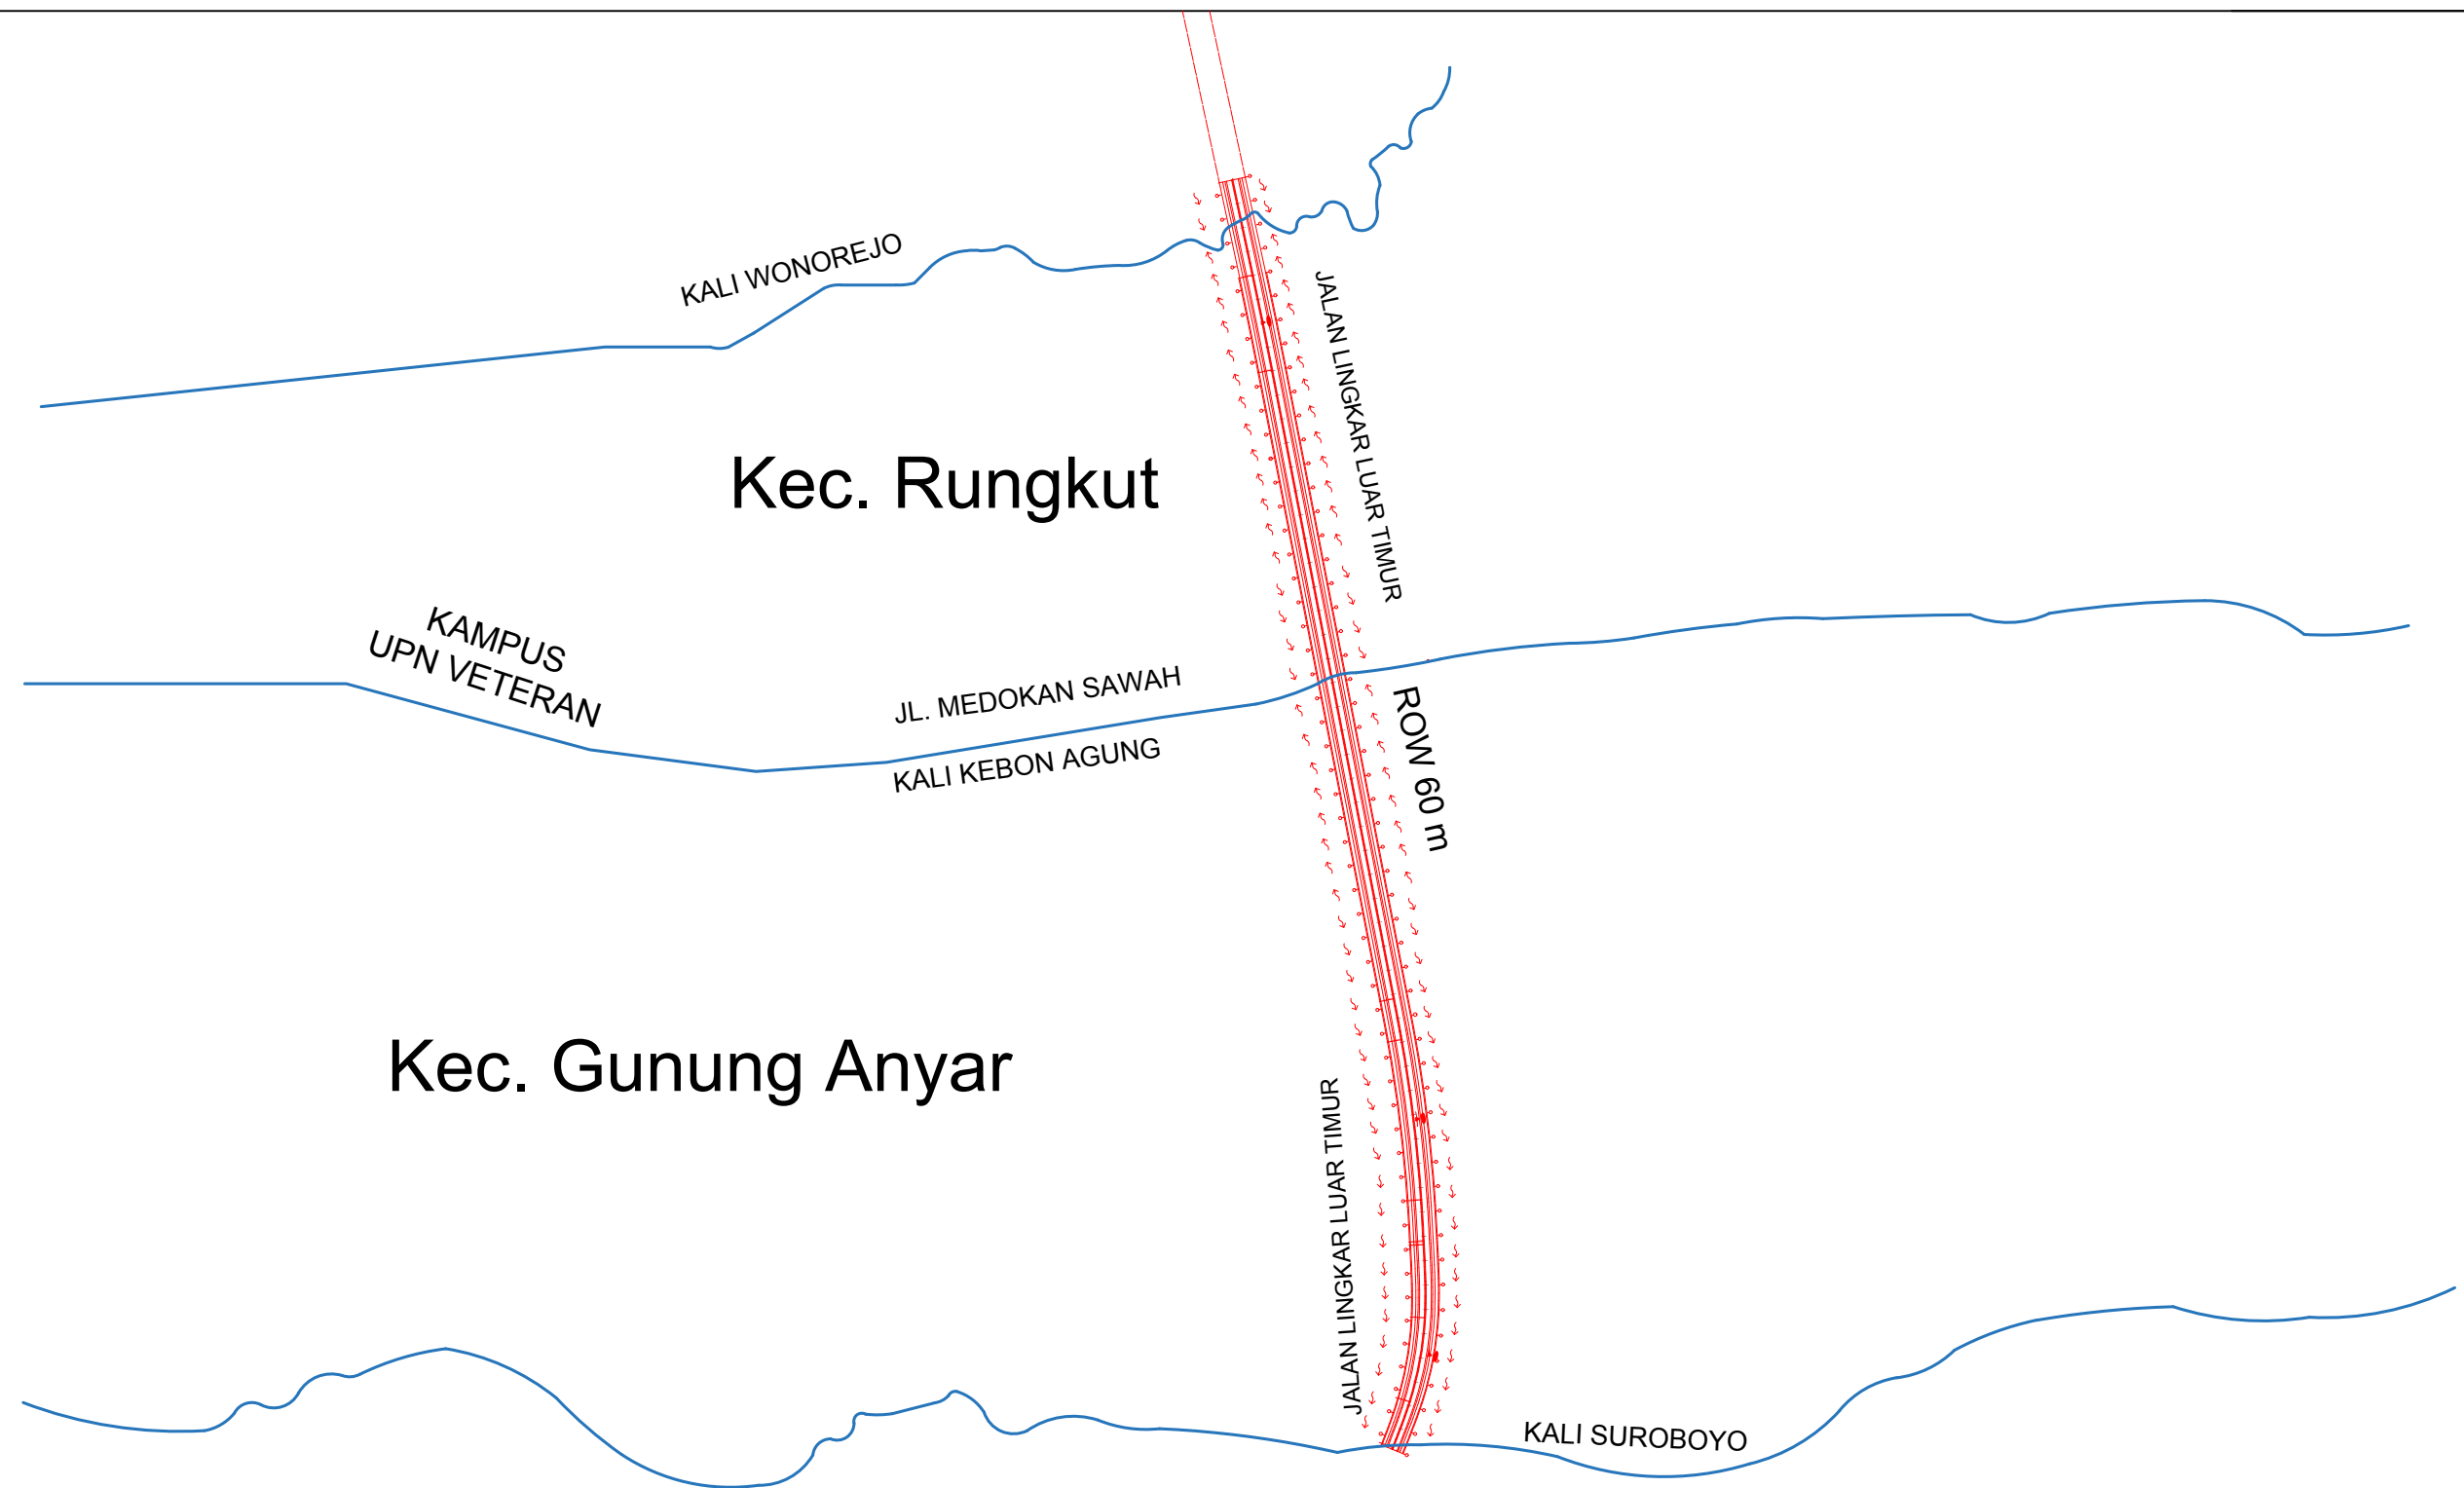 KALI WONOREJO
JALAN LINGKAR LUAR TIMUR
Kec. Rungkut
KAMPUS
UPN VETERAN
JL. MEDOKAN SAWAH
KALI KEBON AGUNG
ROW 60 m
Kec. Gunung Anyar
JALAN LINGKAR LUAR TIMUR
KALI SUROBOYO